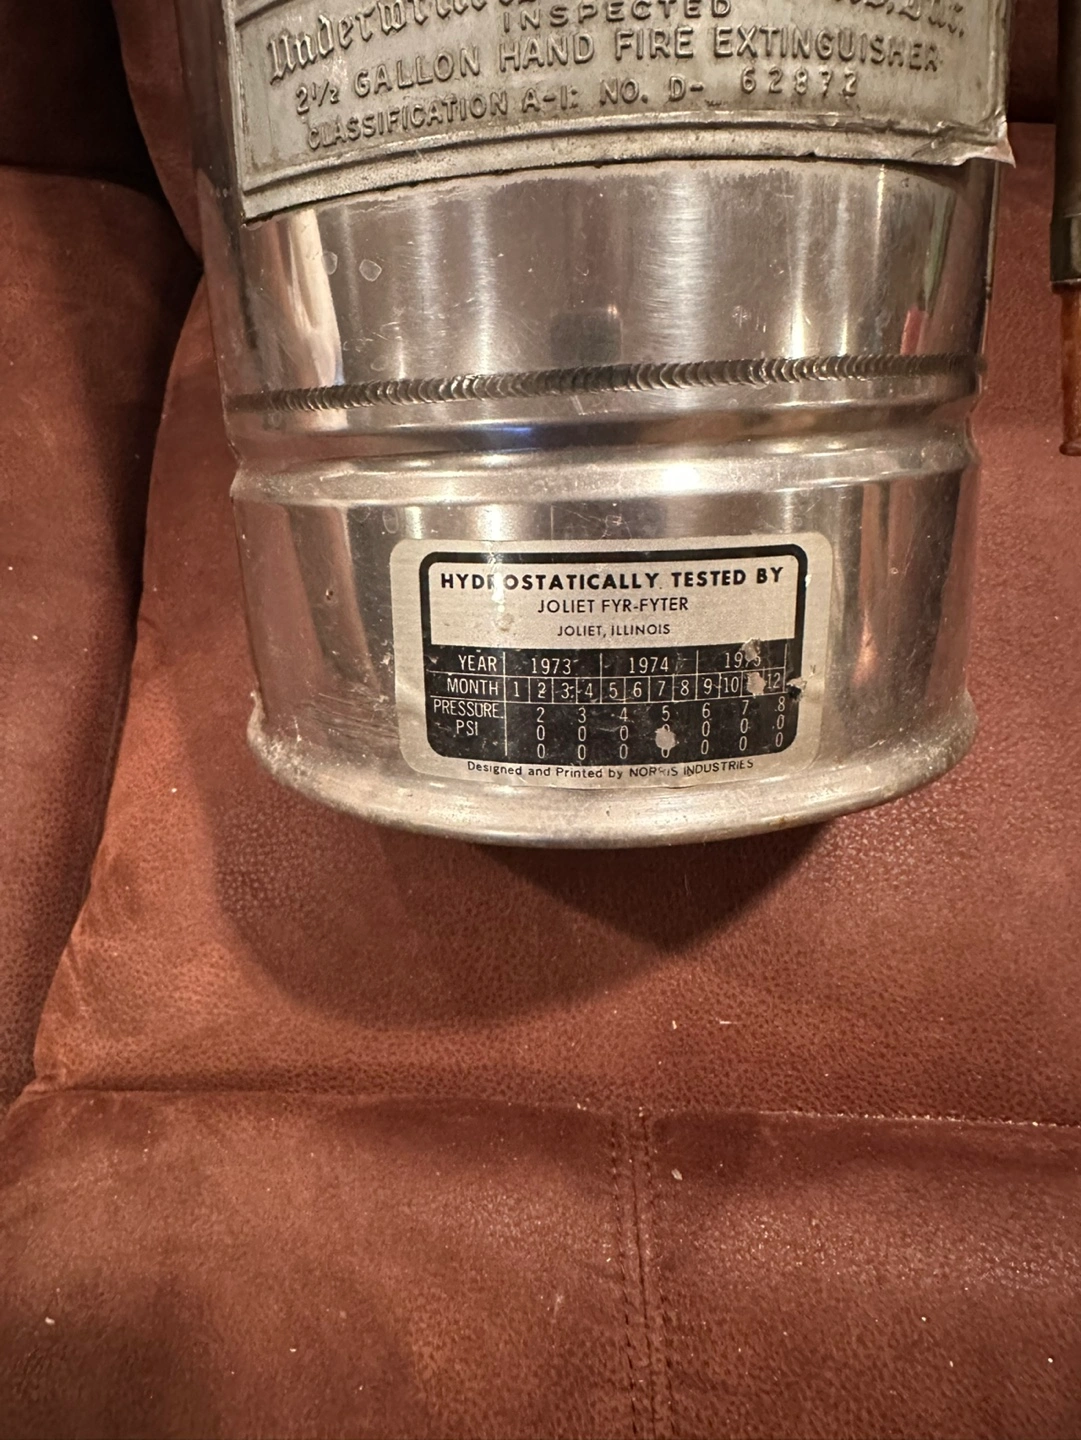 INSPECTED
2½ GALLON HAND FIRE EXTINGUISHER
CLASSIFICATION A-1: NO. D- 62872
HYDROSTATICALLY TESTED BY
JOLIET FYR-FYTER
JOLIET, ILLINOIS
YEAR 1973 1974
MONTH 1 2 3 4 5 6 7 8 9 10 12
PRESSURE 2 3 4 5 6 7 8
PSI 0 0 0 0 0 0
0 0 0 0 0 0 0
Designed and Printed by NORRIS INDUSTRIES